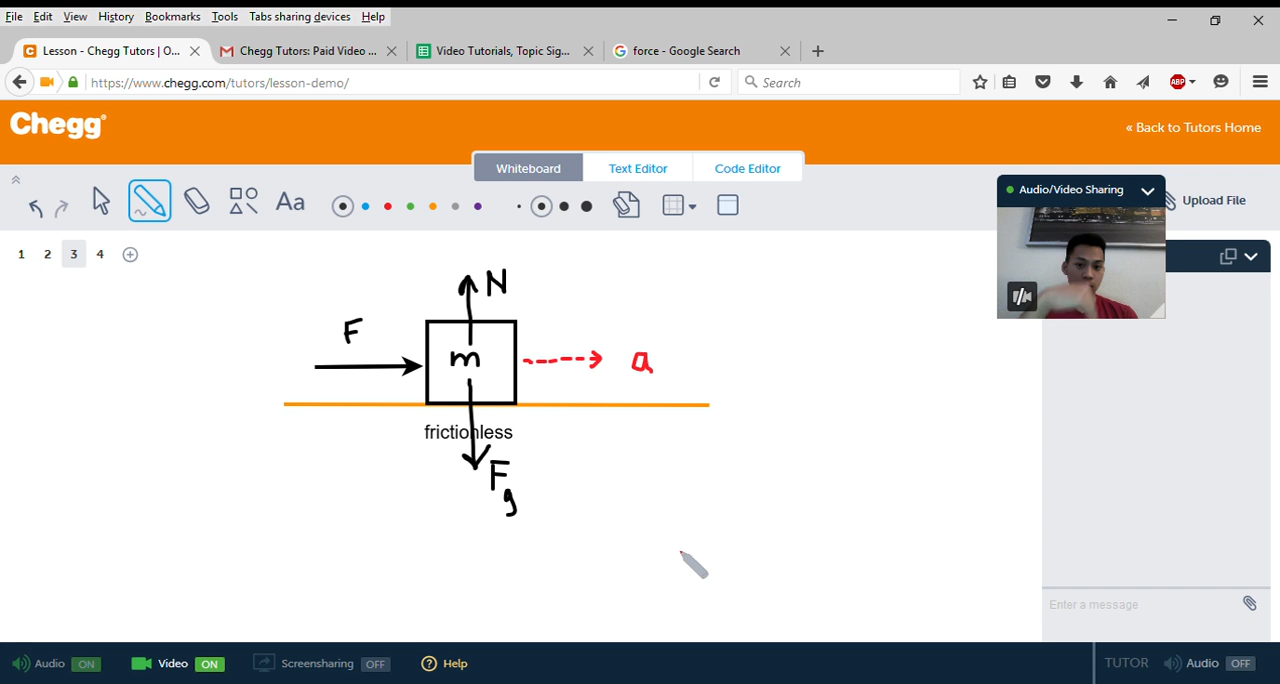 File Edit View History Bookmarks Tools Tabs sharing devices Help
Lesson - Chegg Tutors | O...
Chegg Tutors: Paid Video ...
Video Tutorials, Topic Sig...
force - Google Search
https://www.chegg.com/tutors/lesson-demo/
Search
ABP
Chegg
« Back to Tutors Home
Whiteboard Text Editor Code Editor
Aa
Audio/Video Sharing
Upload File
1 2 3 4
N
F
m
a
frictionless
Fg
Enter a message
Audio ON Video ON Screensharing OFF ? Help TUTOR Audio OFF